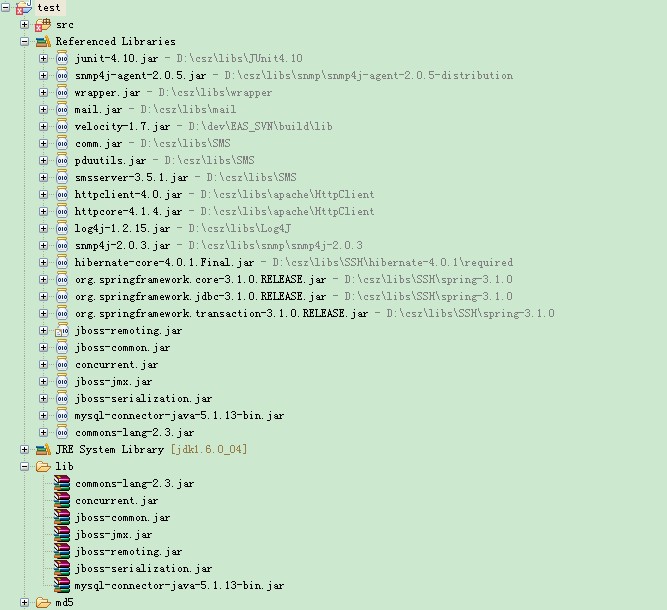 test
src
Referenced Libraries
junit-4.10.jar - D:\csz\libs\JUnit4.10
snmp4j-agent-2.0.5.jar - D:\csz\libs\snmp\snmp4j-agent-2.0.5-distribution
wrapper.jar - D:\csz\libs\wrapper
mail.jar - D:\csz\libs\mail
velocity-1.7.jar - D:\dev\EAS_SVN\build\lib
comm.jar - D:\csz\libs\SMS
pduutils.jar - D:\csz\libs\SMS
smsserver-3.5.1.jar - D:\csz\libs\SMS
httpclient-4.0.jar - D:\csz\libs\apache\HttpClient
httpcore-4.1.4.jar - D:\csz\libs\apache\HttpClient
log4j-1.2.15.jar - D:\csz\libs\Log4J
snmp4j-2.0.3.jar - D:\csz\libs\snmp\snmp4j-2.0.3
hibernate-core-4.0.1.Final.jar - D:\csz\libs\SSH\hibernate-4.0.1\required
org.springframework.core-3.1.0.RELEASE.jar - D:\csz\libs\SSH\spring-3.1.0
org.springframework.jdbc-3.1.0.RELEASE.jar - D:\csz\libs\SSH\spring-3.1.0
org.springframework.transaction-3.1.0.RELEASE.jar - D:\csz\libs\SSH\spring-3.1.0
jboss-remoting.jar
jboss-common.jar
concurrent.jar
jboss-jmx.jar
jboss-serialization.jar
mysql-connector-java-5.1.13-bin.jar
commons-lang-2.3.jar
JRE System Library [jdk1.6.0_04]
lib
commons-lang-2.3.jar
concurrent.jar
jboss-common.jar
jboss-jmx.jar
jboss-remoting.jar
jboss-serialization.jar
mysql-connector-java-5.1.13-bin.jar
md5